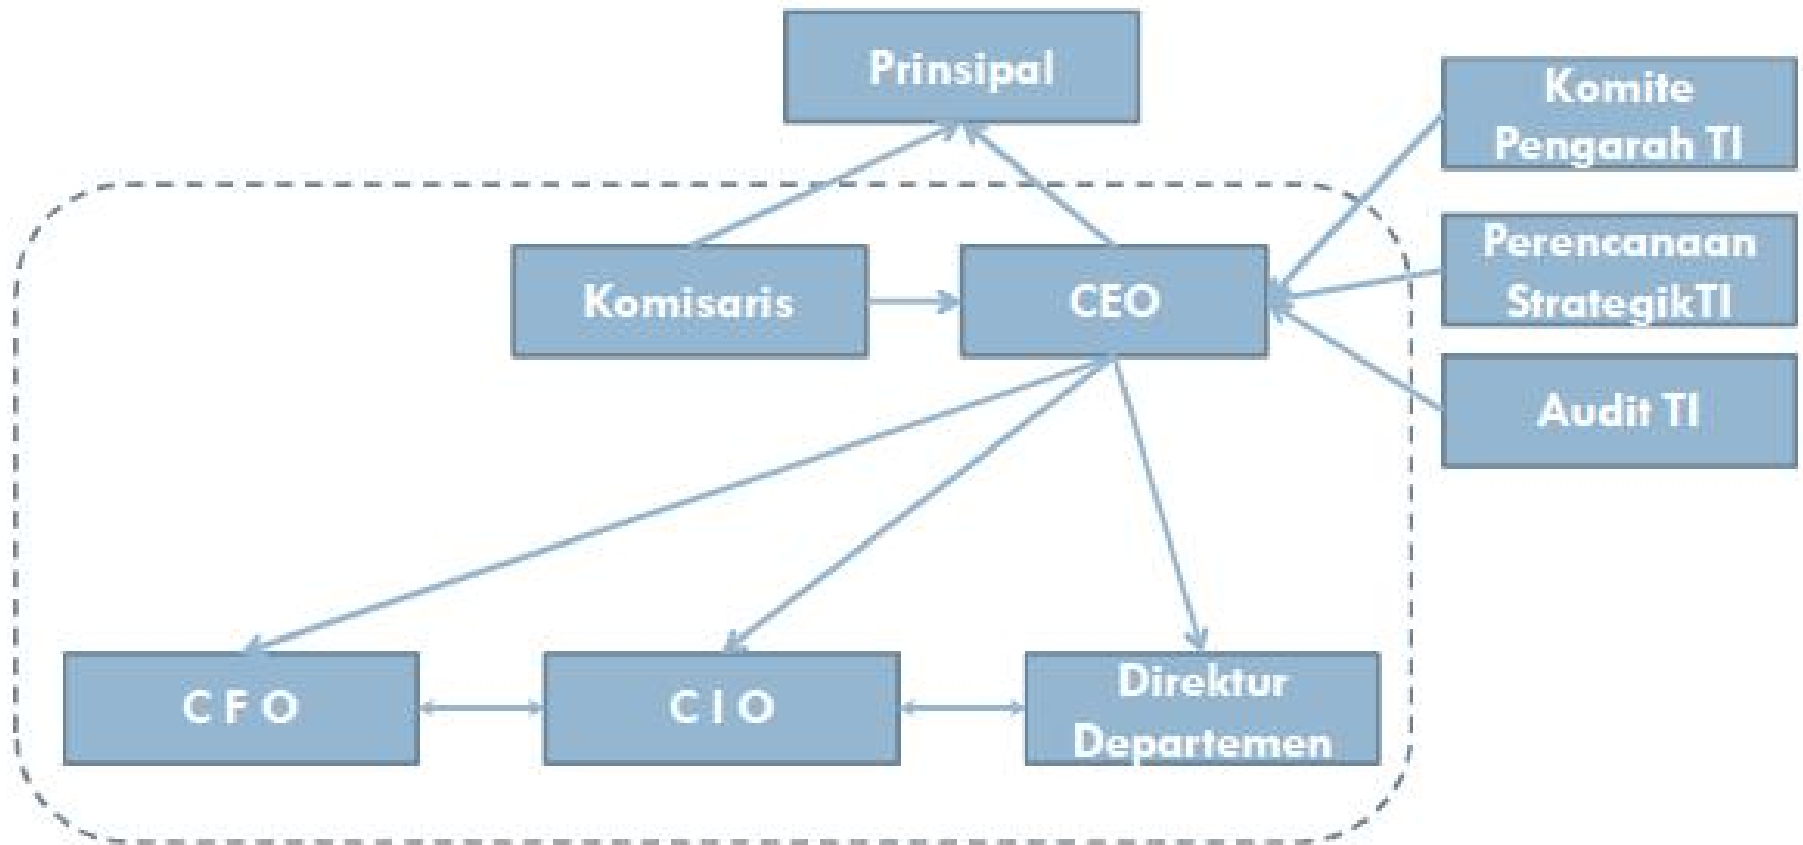 Prinsipal
Komite
Pengarah TI
Perencanaan
StrategikTI
Komisaris
CEO
Audit TI
C F O
C I O
Direktur
Departemen